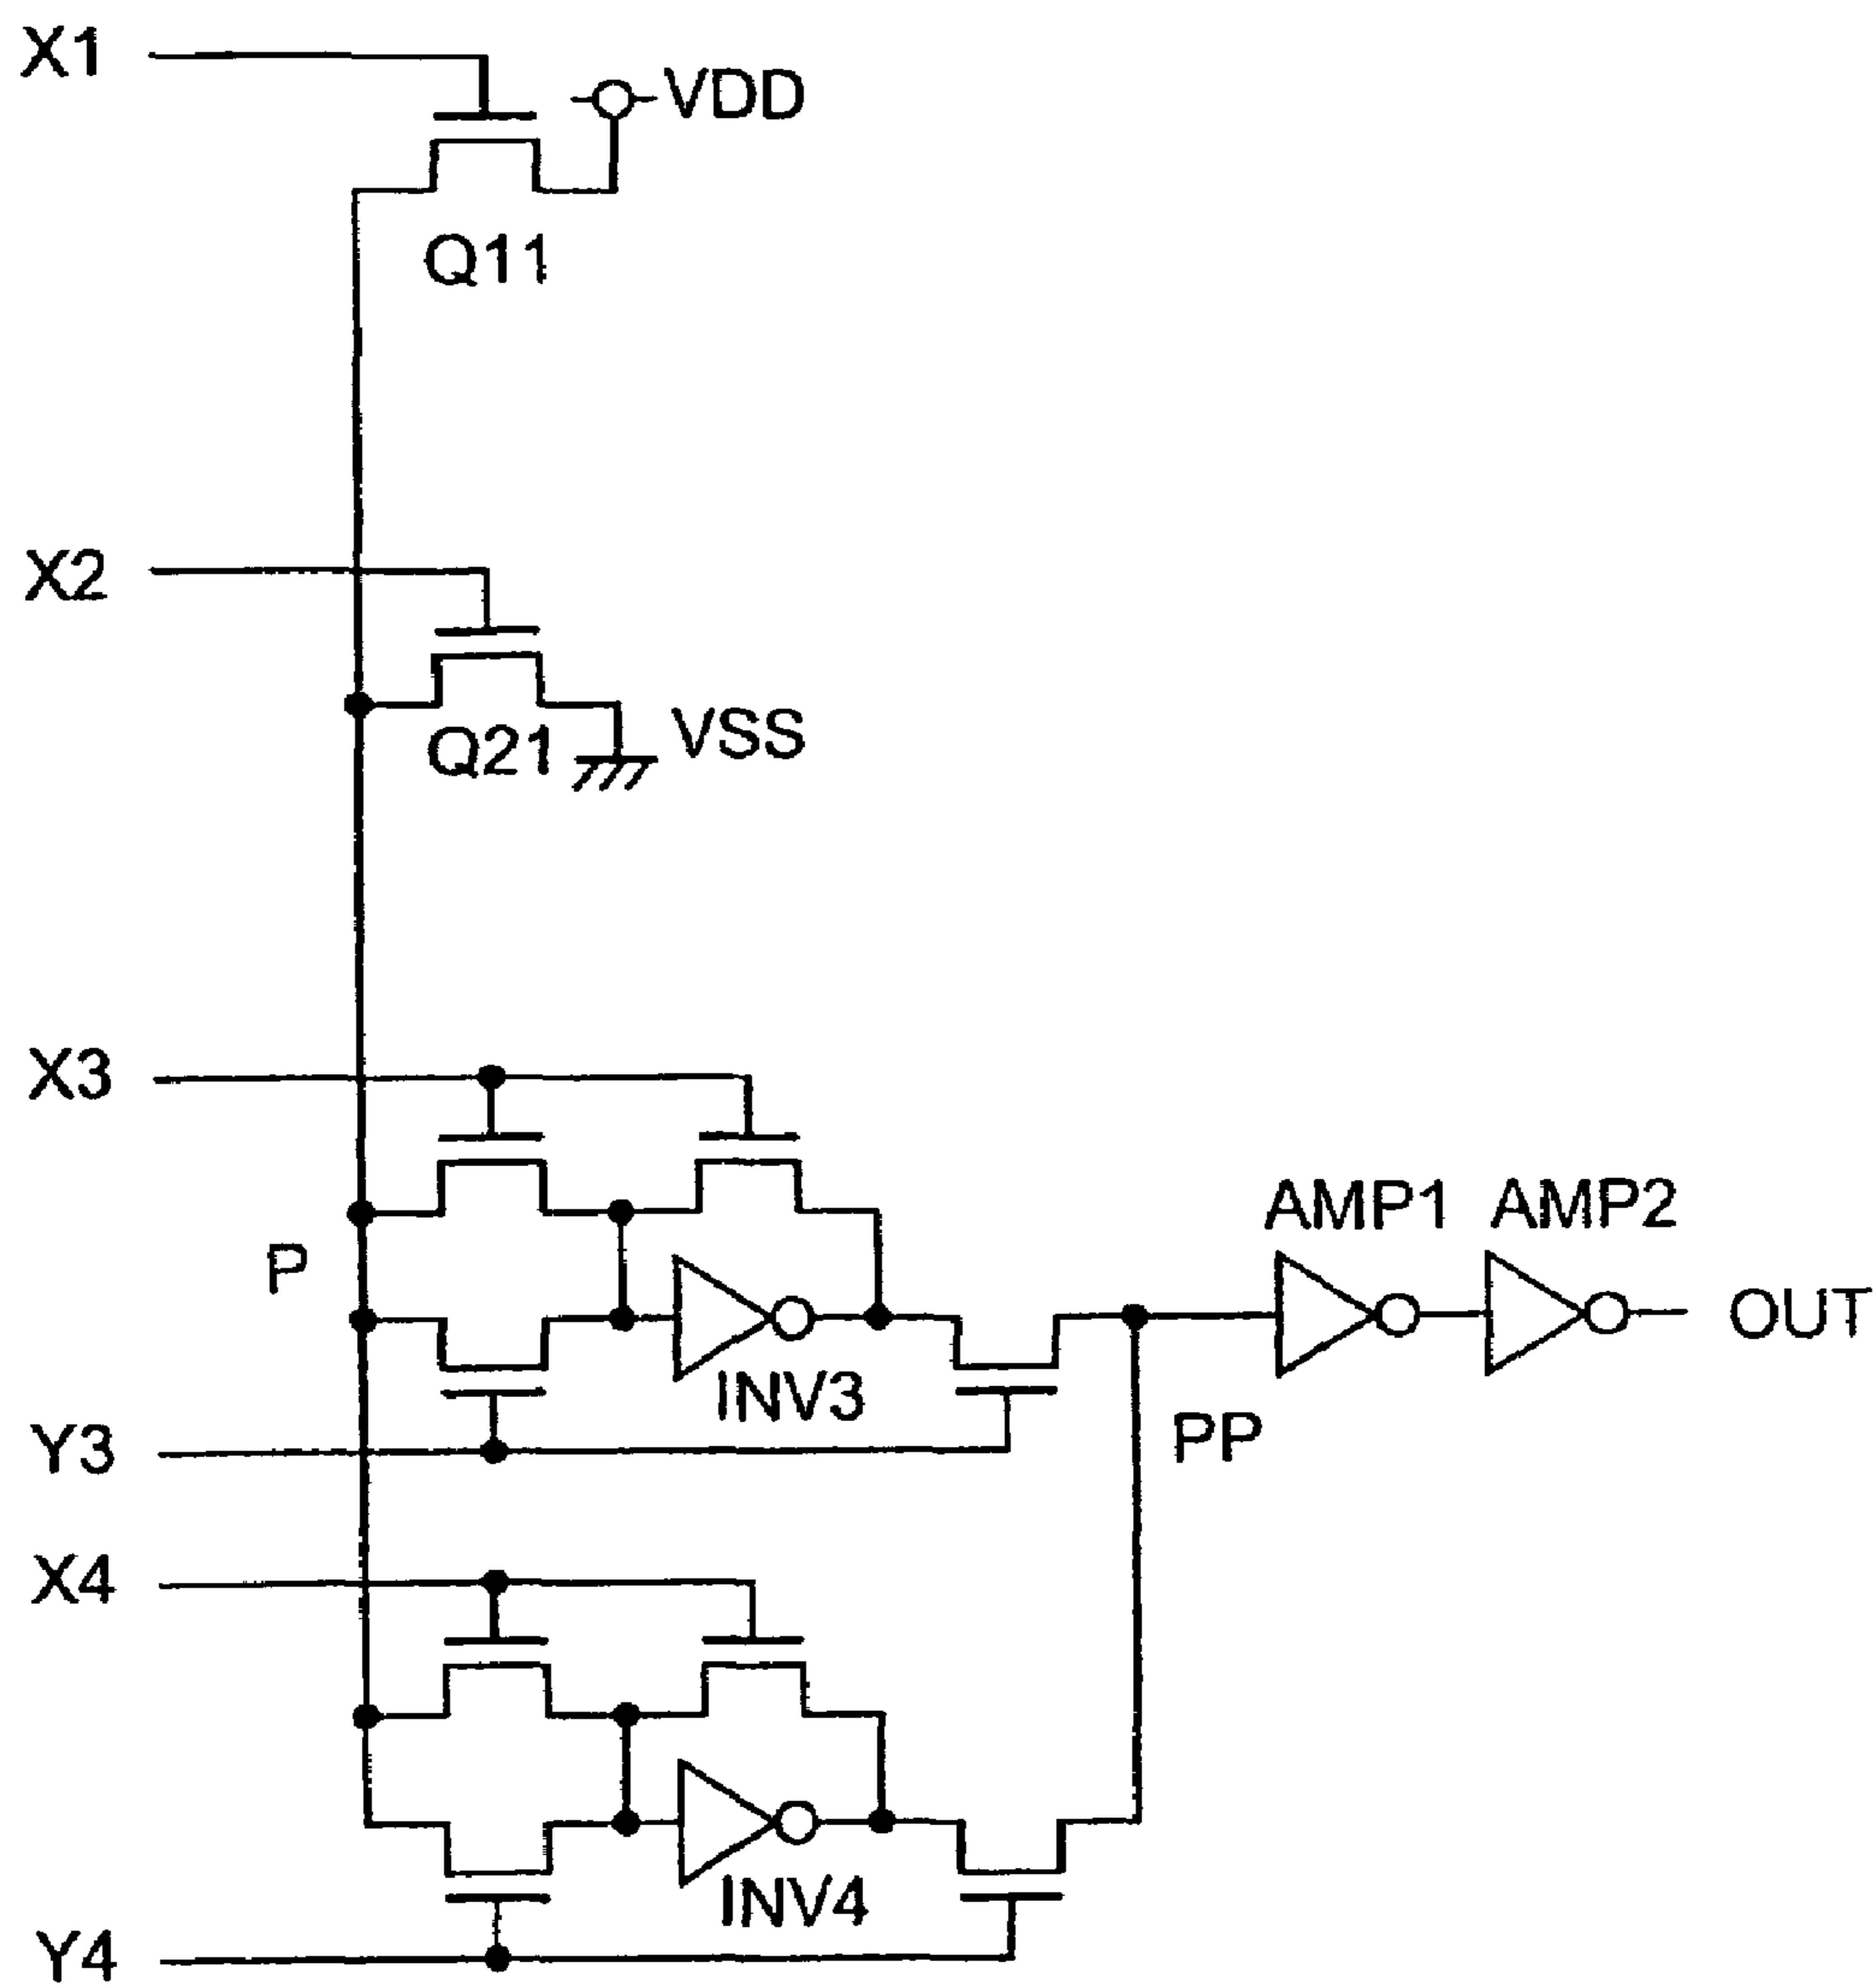 X1
VDD
Q11
X2
VSS
Q21
X3
AMP1 AMP2
P
OUT
INV3
PP
Y3
X4
INV4
Y4